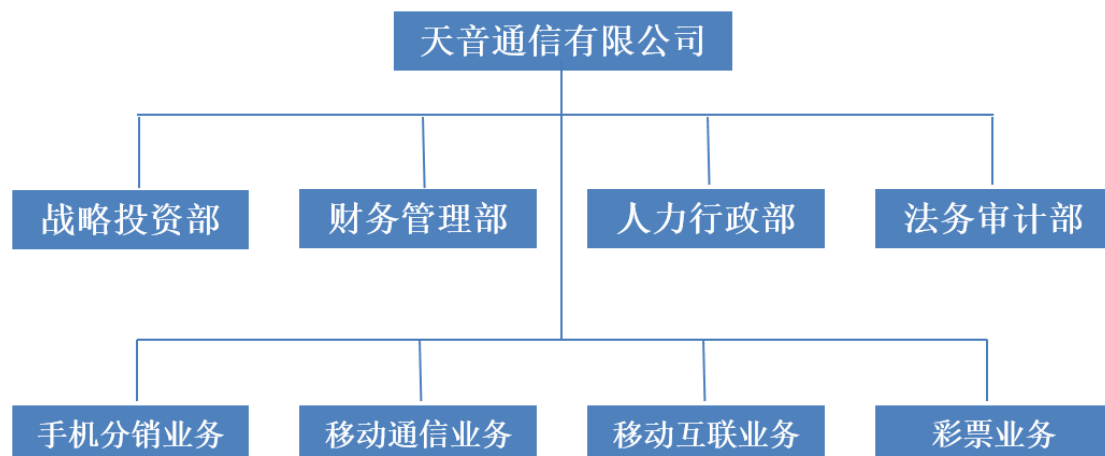 天音通信有限公司
战略投资部
财务管理部
人力行政部
法务审计部
手机分销业务
移动通信业务
移动互联业务
彩票业务